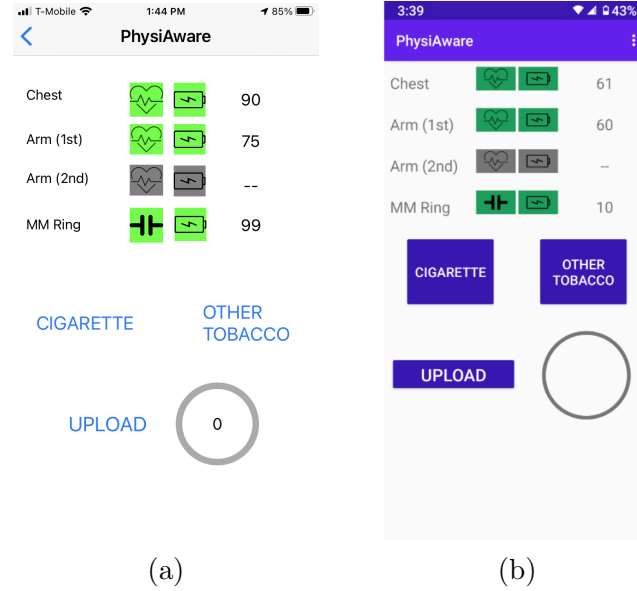 T-Mobile 1:44 PM 85%
PhysiAware
Chest 90
Arm (1st) 75
Arm (2nd) --
MM Ring 99
CIGARETTE
OTHER
TOBACCO
UPLOAD 0
(a)
3:39 43%
PhysiAware
Chest 61
Arm (1st) 60
Arm (2nd) --
MM Ring 10
CIGARETTE
OTHER
TOBACCO
UPLOAD
(b)